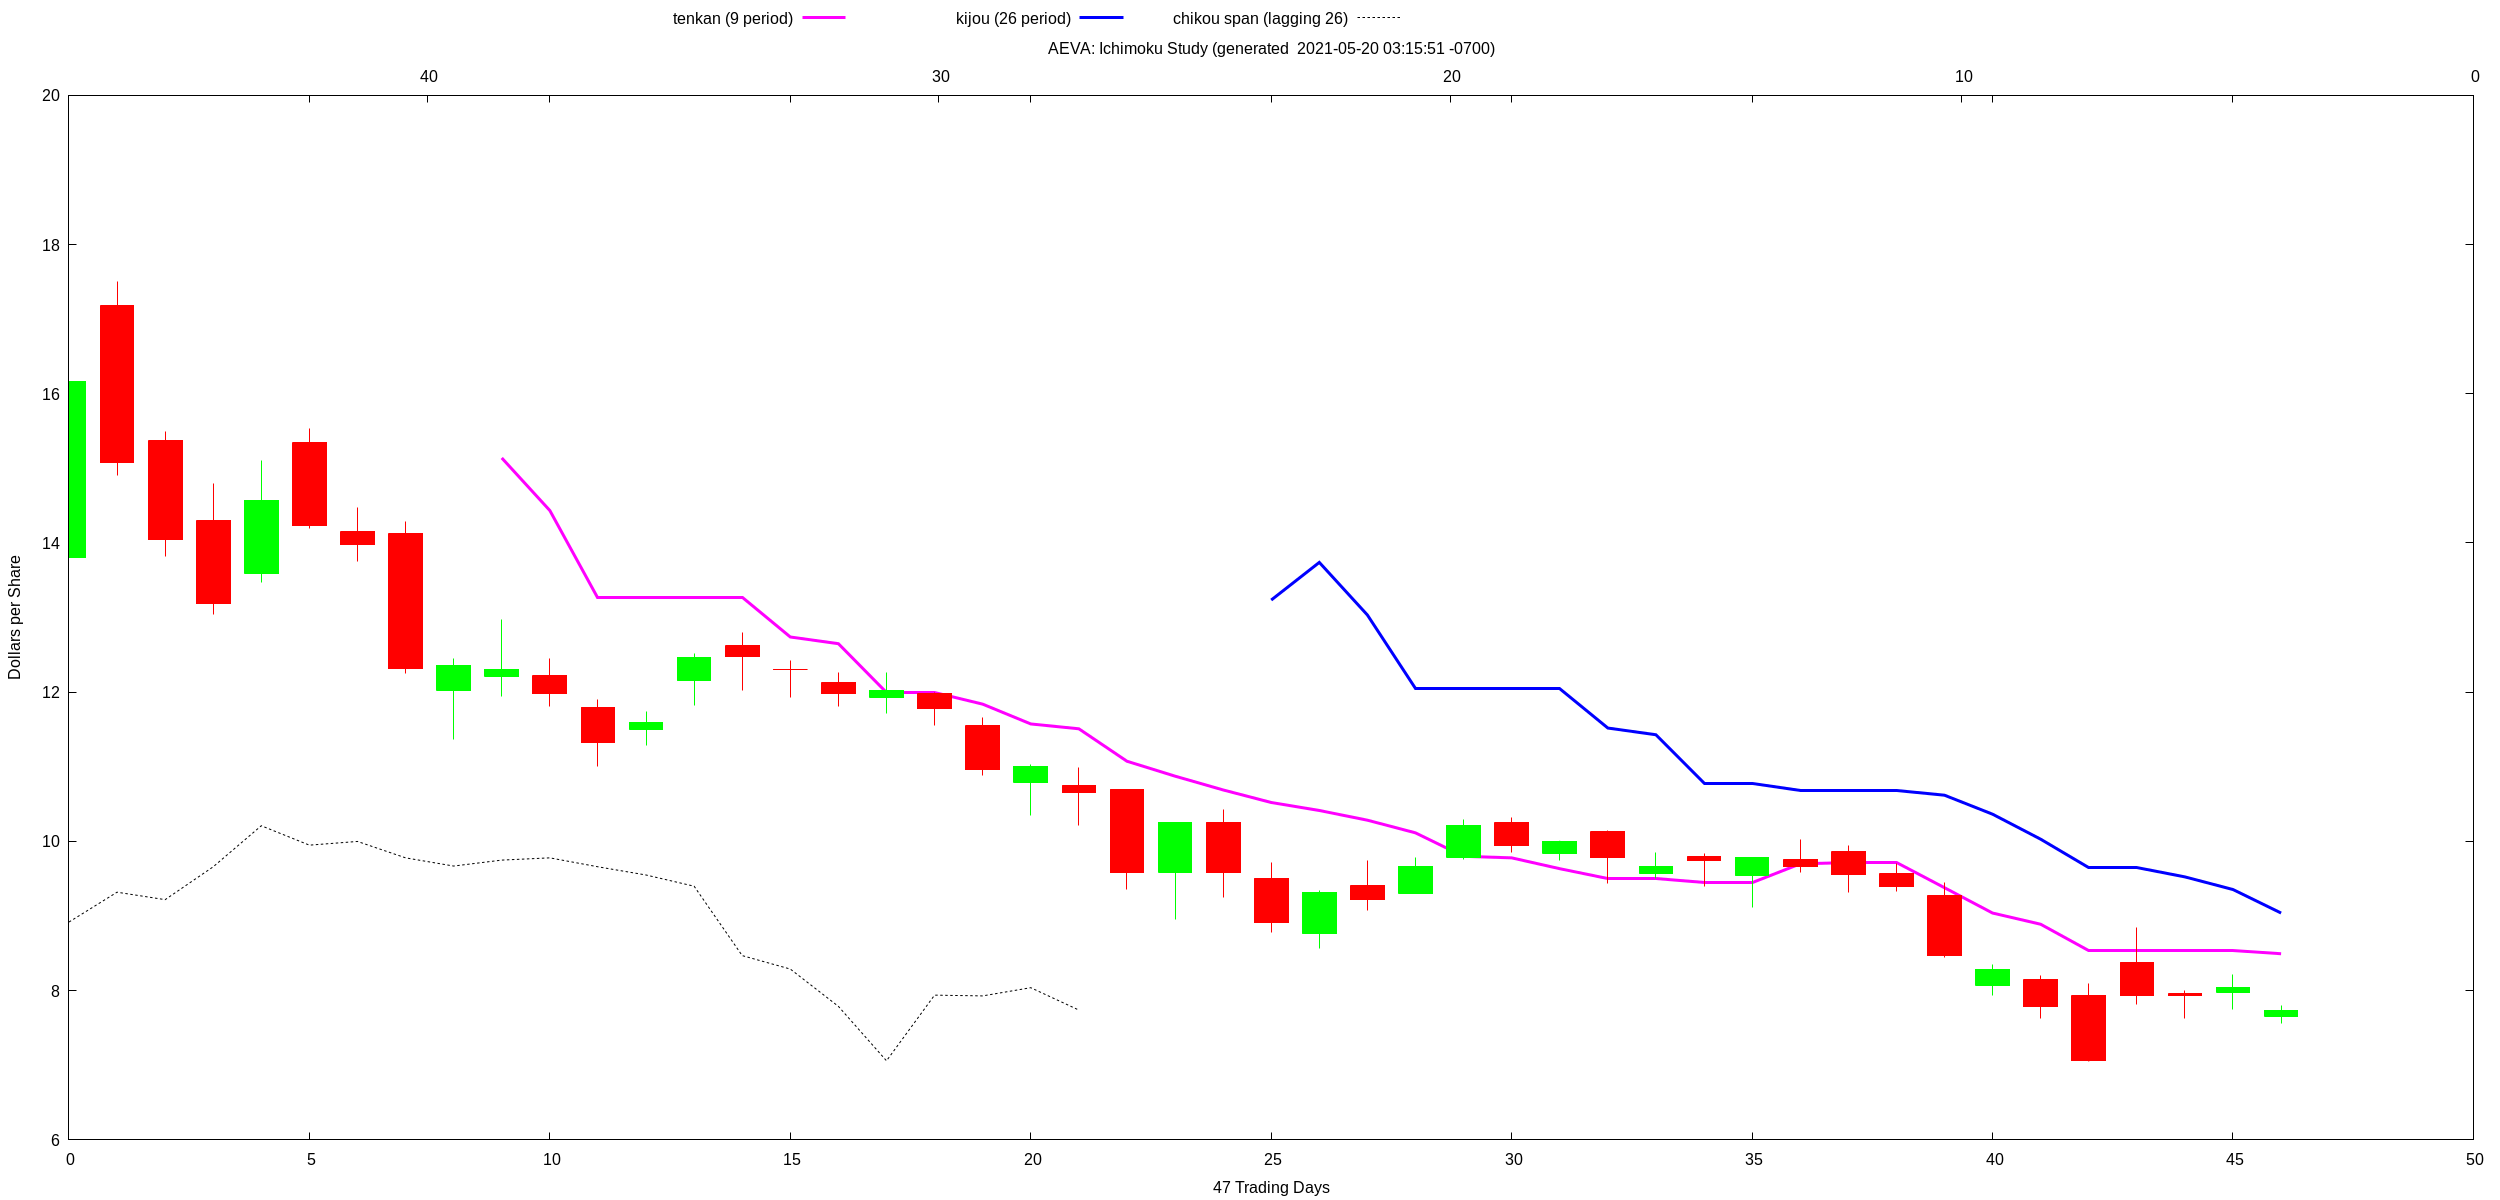 tenkan (9 period) kijou (26 period) chikou span (lagging 26)
AEVA: Ichimoku Study (generated  2021-05-20 03:15:51 -0700)
40 30 20 10 0
20
18
16
14
12
10
8
6
Dollars per Share
0 5 10 15 20 25 30 35 40 45 50
47 Trading Days